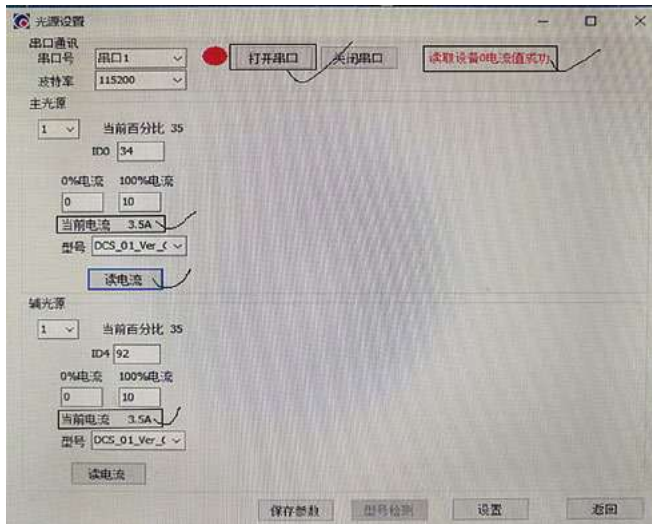 光源设置
串口通讯
串口号 串口1 打开串口 关闭串口 读取设备0电流值成功
波特率 115200
主光源
1 当前百分比 35
ID0 34
0%电流 100%电流
0 10
当前电流 3.5A
型号 DCS_01_Ver_(
读电流
辅光源
1 当前百分比 35
ID4 92
0%电流 100%电流
0 10
当前电流 3.5A
型号 DCS_01_Ver_(
读电流
保存参数 型号检测 设置 返回